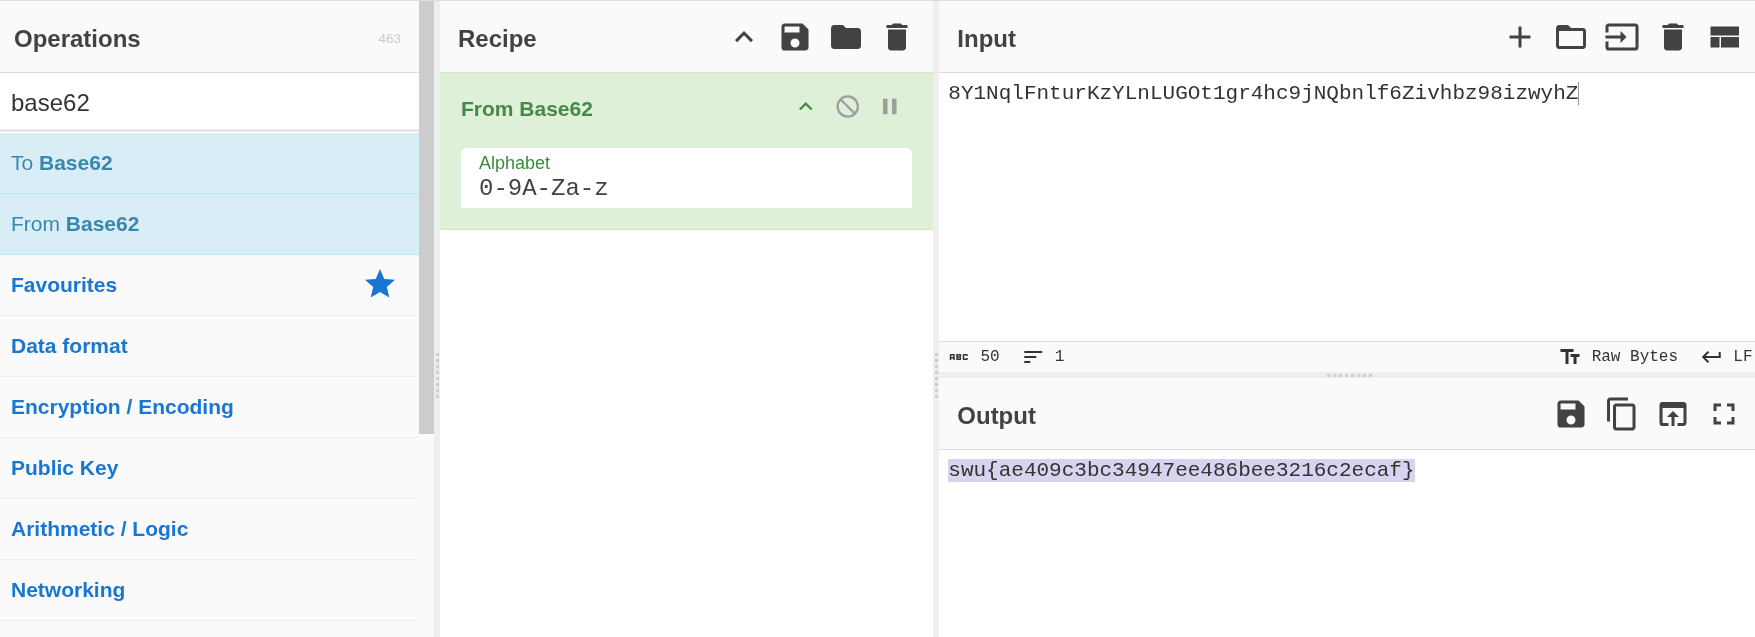 Operations 463
base62
To Base62
From Base62
Favourites
Data format
Encryption / Encoding
Public Key
Arithmetic / Logic
Networking
Recipe
From Base62
Alphabet
0-9A-Za-z
Input
8Y1NqlFnturKzYLnLUGOt1gr4hc9jNQbnlf6Zivhbz98izwyhZ
ABC 50 1 Raw Bytes LF
Output
swu{ae409c3bc34947ee486bee3216c2ecaf}